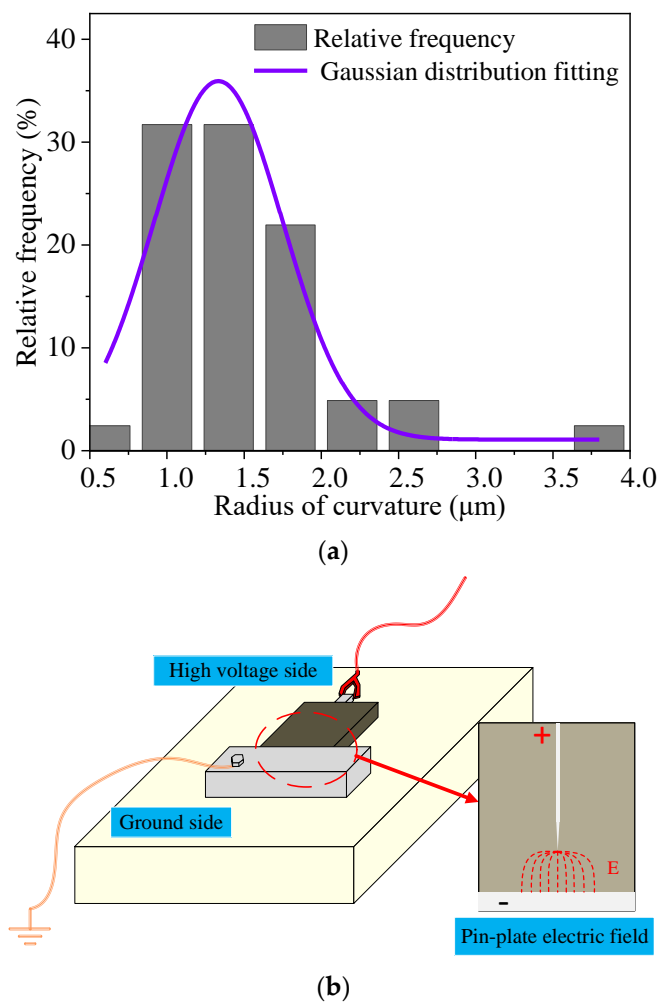 40
30
20
10
0
Relative frequency (%)
Relative frequency
Gaussian distribution fitting
0.5 1.0 1.5 2.0 2.5 3.0 3.5 4.0
Radius of curvature (μm)
(a)
High voltage side
Ground side
+
E
-
Pin-plate electric field
(b)